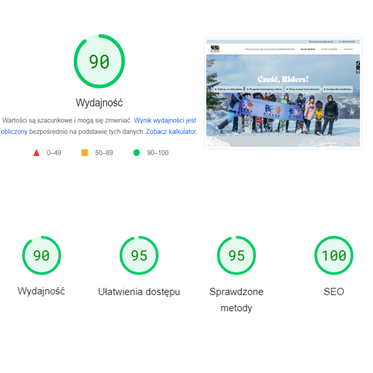 90
Wydajność
Wartości są szacunkowe i mogą się zmieniać. Wynik wydajności jest
obliczony bezpośrednio na podstawie tych danych. Zobacz kalkulator.
0–49
50–89
90–100
Cześć, Riders!
90
95
95
100
Wydajność
Ułatwienia dostępu
Sprawdzone
metody
SEO